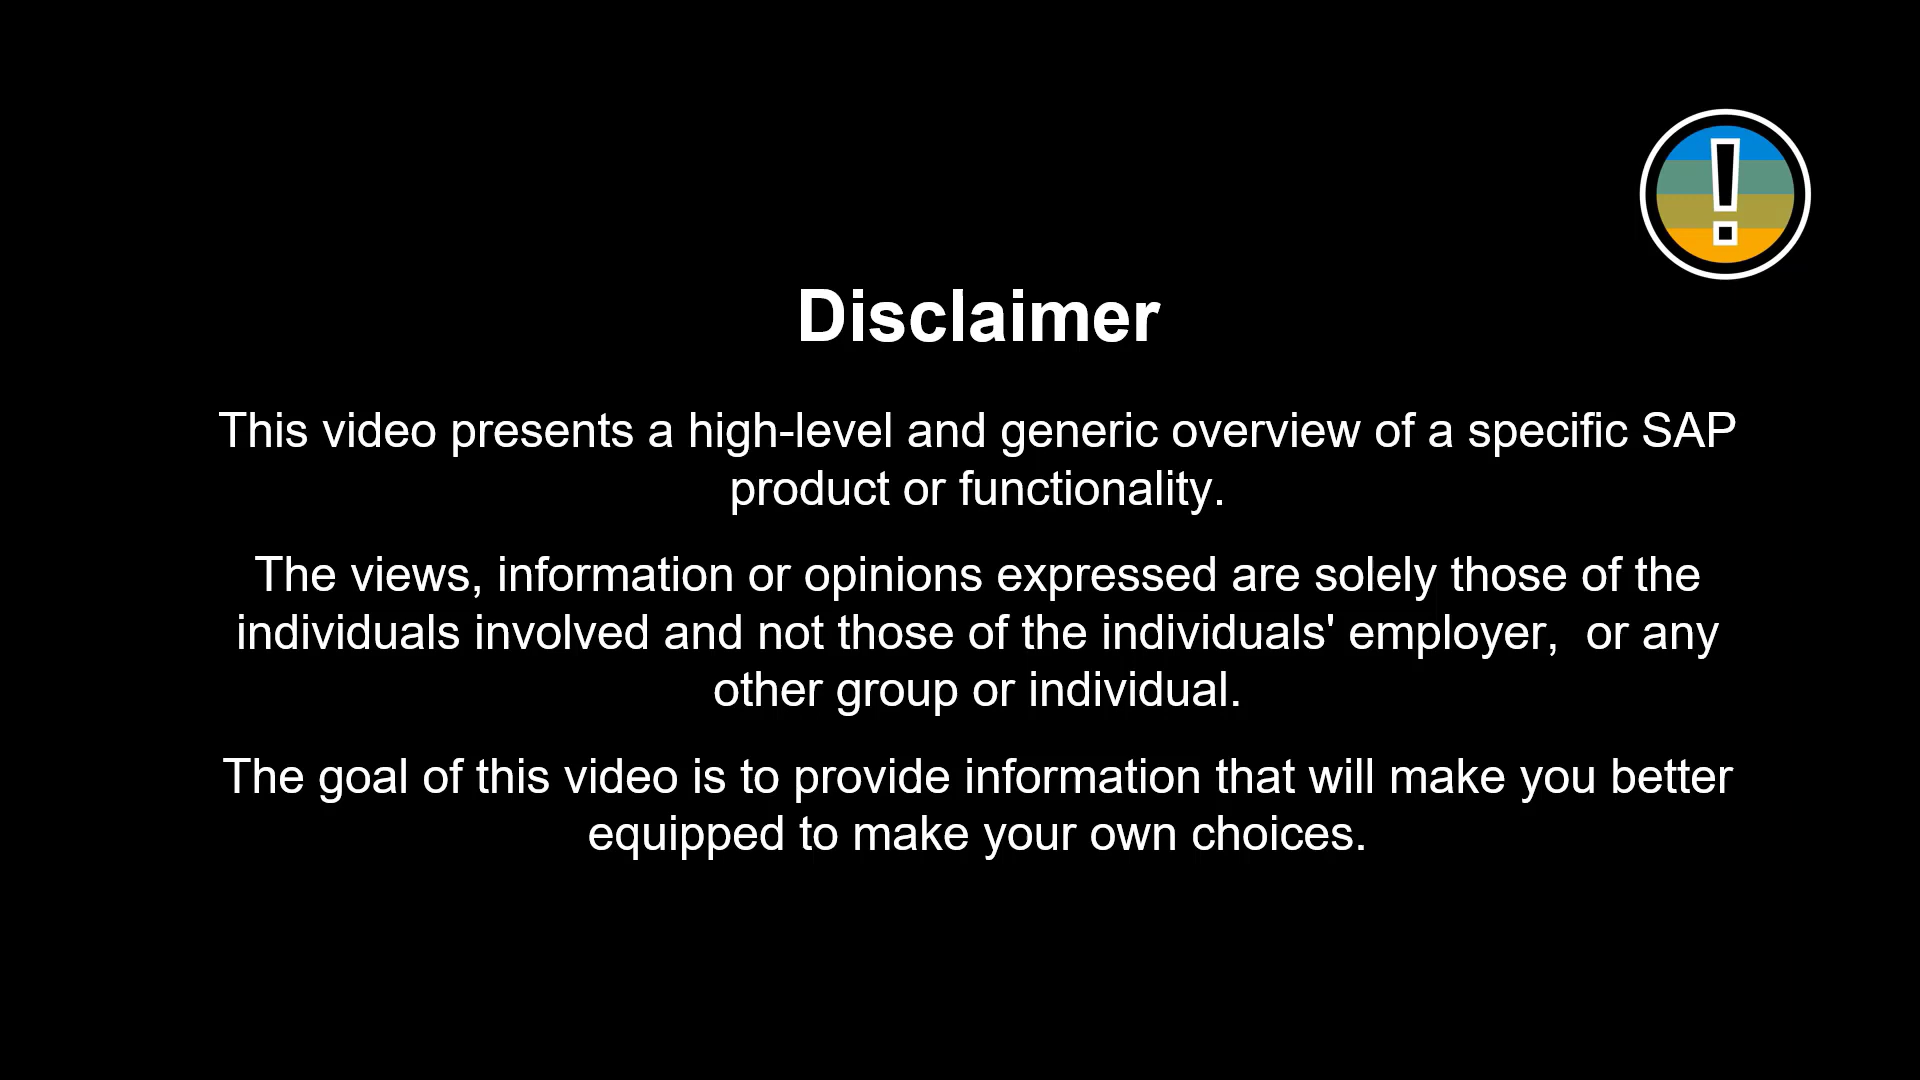 Disclaimer
This video presents a high-level and generic overview of a specific SAP
product or functionality.
The views, information or opinions expressed are solely those of the
individuals involved and not those of the individuals' employer,  or any
other group or individual.
The goal of this video is to provide information that will make you better
equipped to make your own choices.